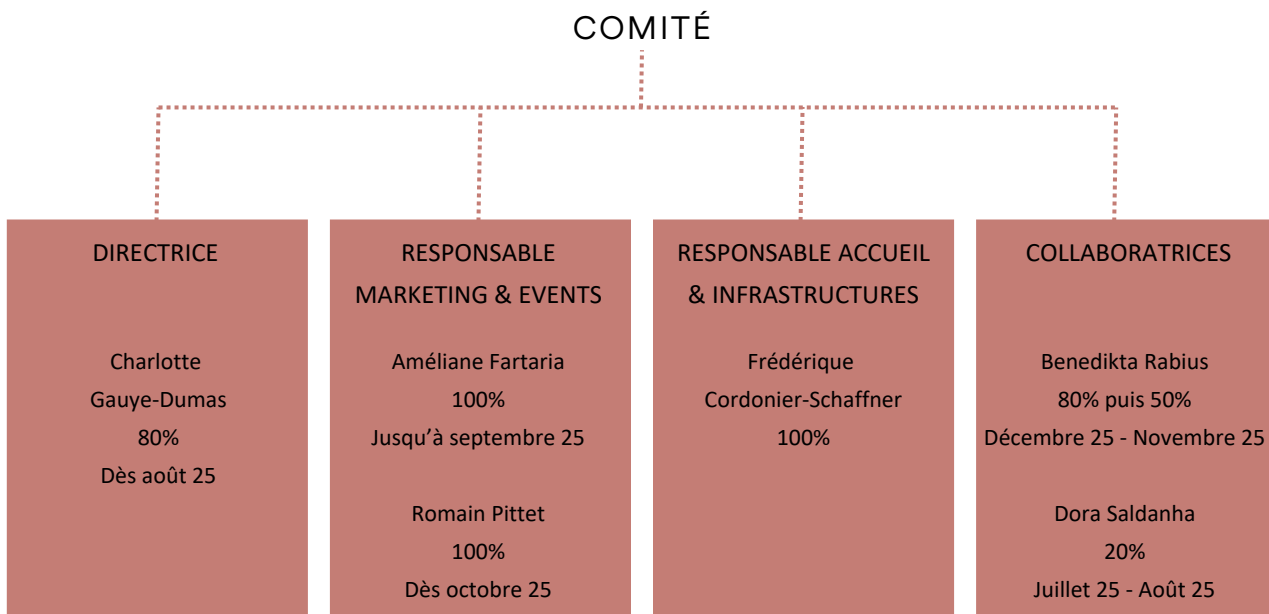 COMITÉ
DIRECTRICE
Charlotte
Gauye-Dumas
80%
Dès août 25
RESPONSABLE
MARKETING & EVENTS
Améliane Fartaria
100%
Jusqu’à septembre 25
Romain Pittet
100%
Dès octobre 25
RESPONSABLE ACCUEIL
& INFRASTRUCTURES
Frédérique
Cordonier-Schaffner
100%
COLLABORATRICES
Benedikta Rabius
80% puis 50%
Décembre 25 - Novembre 25
Dora Saldanha
20%
Juillet 25 - Août 25